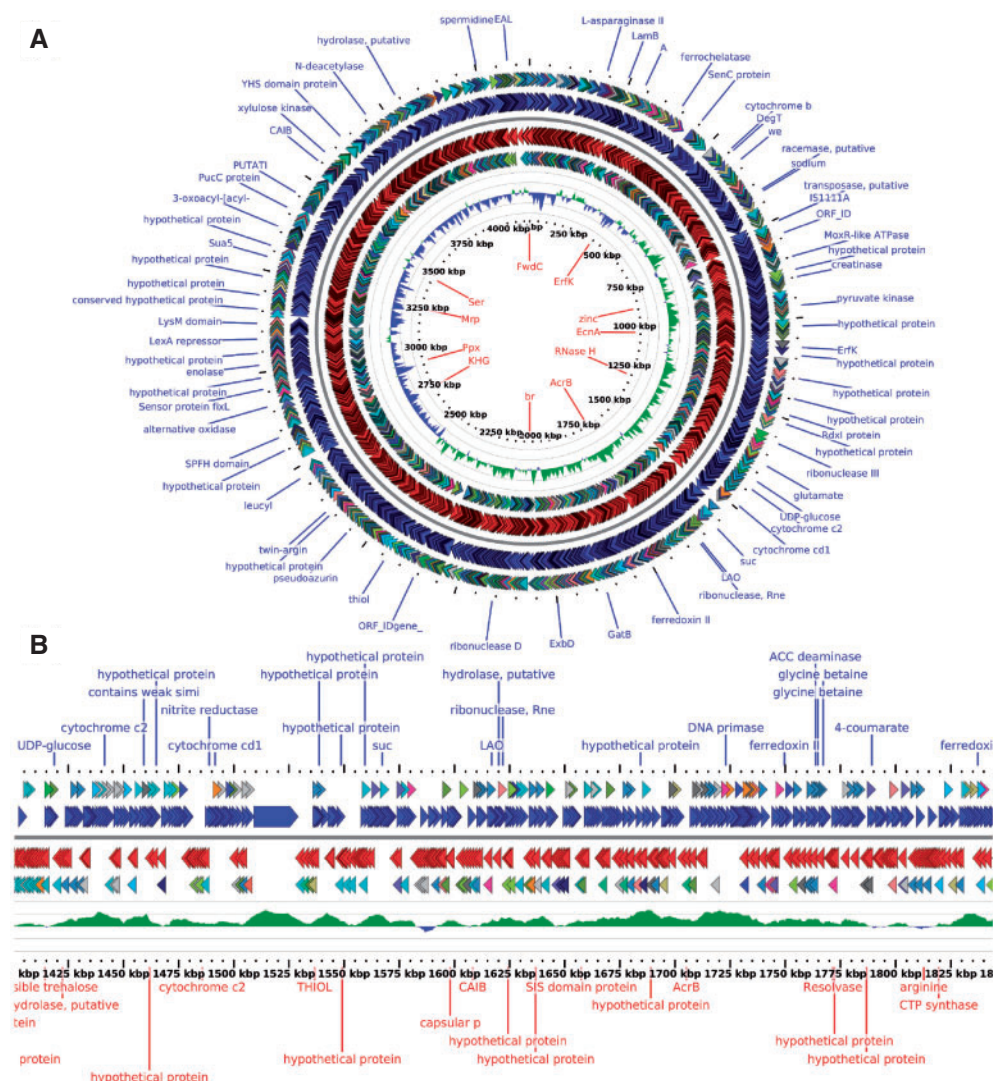 A
spermidine
EAL
hydrolase, putative
N-deacetylase
YHS domain protein
xylulose kinase
CAIB
PUTATI
PucC protein
3-oxoacyl-[acyl-
hypothetical protein
Sua5
hypothetical protein
hypothetical protein
conserved hypothetical protein
LysM domain
LexA repressor
hypothetical protein
enolase
hypothetical protein
Sensor protein fixL
alternative oxidase
SPFH domain
hypothetical protein
leucyl
twin-argin
hypothetical protein
pseudoazurin
thiol
ORF_IDgene_
ribonuclease D
L-asparaginase II
LamB
A
ferrochelatase
SenC protein
cytochrome b
DegT
we
racemase, putative
sodium
transposase, putative
IS1111A
ORF_ID
MoxR-like ATPase
hypothetical protein
creatinase
pyruvate kinase
hypothetical protein
ErfK
hypothetical protein
hypothetical protein
hypothetical protein
RdxI protein
hypothetical protein
ribonuclease III
glutamate
UDP-glucose
cytochrome c2
cytochrome cd1
suc
LAO
ribonuclease, Rne
ferredoxin II
GatB
ExbD
4000 kbp
250 kbp
500 kbp
750 kbp
1000 kbp
1250 kbp
1500 kbp
1750 kbp
2000 kbp
2250 kbp
2500 kbp
2750 kbp
3000 kbp
3250 kbp
3500 kbp
3750 kbp
FwdC
ErfK
zinc
EcnA
RNase H
AcrB
br
KHG
Ppx
Mrp
Ser
B
hypothetical protein
ACC deaminase
hypothetical protein
hypothetical protein
hydrolase, putative
glycine betaine
contains weak simi
glycine betaine
nitrite reductase
ribonuclease, Rne
cytochrome c2
hypothetical protein
DNA primase
4-coumarate
UDP-glucose
cytochrome cd1
suc
LAO
hypothetical protein
ferredoxin II
ferredoxi
kbp 1425 kbp 1450 kbp 1475 kbp 1500 kbp 1525 kbp 1550 kbp 1575 kbp 1600 kbp 1625 kbp 1650 kbp 1675 kbp 1700 kbp 1725 kbp 1750 kbp 1775 kbp 1800 kbp 1825 kbp 18
sible trehalose
cytochrome c2
THIOL
CAIB
SIS domain protein
AcrB
Resolvase
arginine
ydrolase, putative
hypothetical protein
CTP synthase
tein
capsular p
hypothetical protein
hypothetical protein
protein
hypothetical protein
hypothetical protein
hypothetical protein
hypothetical protein